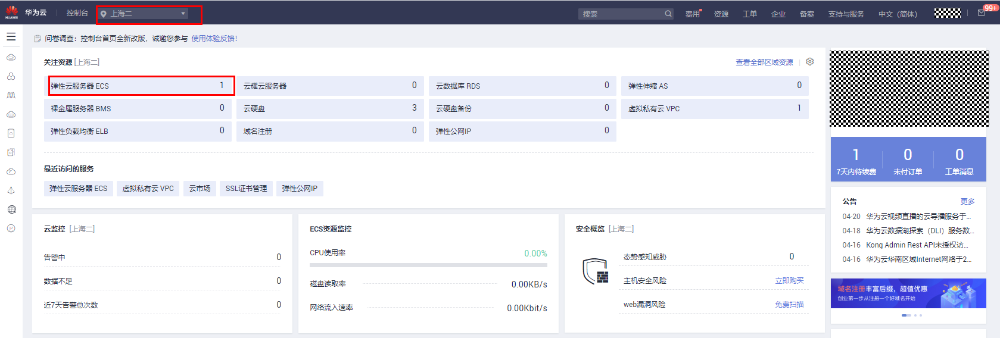 HUAWEI
华为云
控制台
上海二
搜索
费用
资源
工单
企业
备案
支持与服务
中文（简体）
99+
问卷调查：控制台首页全新改版，诚邀您参与 使用体验反馈！
关注资源 [上海二]
查看全部区域资源
弹性云服务器 ECS 1
云耀云服务器 0
云数据库 RDS 0
弹性伸缩 AS 0
裸金属服务器 BMS 0
云硬盘 3
云硬盘备份 0
虚拟私有云 VPC 1
弹性负载均衡 ELB 0
域名注册 0
弹性公网IP 0
最近访问的服务
弹性云服务器 ECS
虚拟私有云 VPC
云市场
SSL证书管理
弹性公网IP
云监控 [上海二]
告警中 0
数据不足 0
近7天告警总次数 0
ECS资源监控
CPU使用率 0.00%
磁盘读取率 0.00KB/s
网络流入速率 0.00Kbit/s
安全概览 [上海二]
态势感知威胁 0
主机安全风险 立即购买
web漏洞风险 免费扫描
1 0 0
7天内待续费 未付订单 工单消息
公告 更多
04-20 华为云视频直播的云导播服务于...
04-18 华为云数据湖探索（DLI）服务数...
04-16 Kong Admin Rest API未授权访...
04-16 华为云华南区域Internet网络于2...
域名注册丰富后缀，超值优惠
创业第一步从注册一个好域名开始